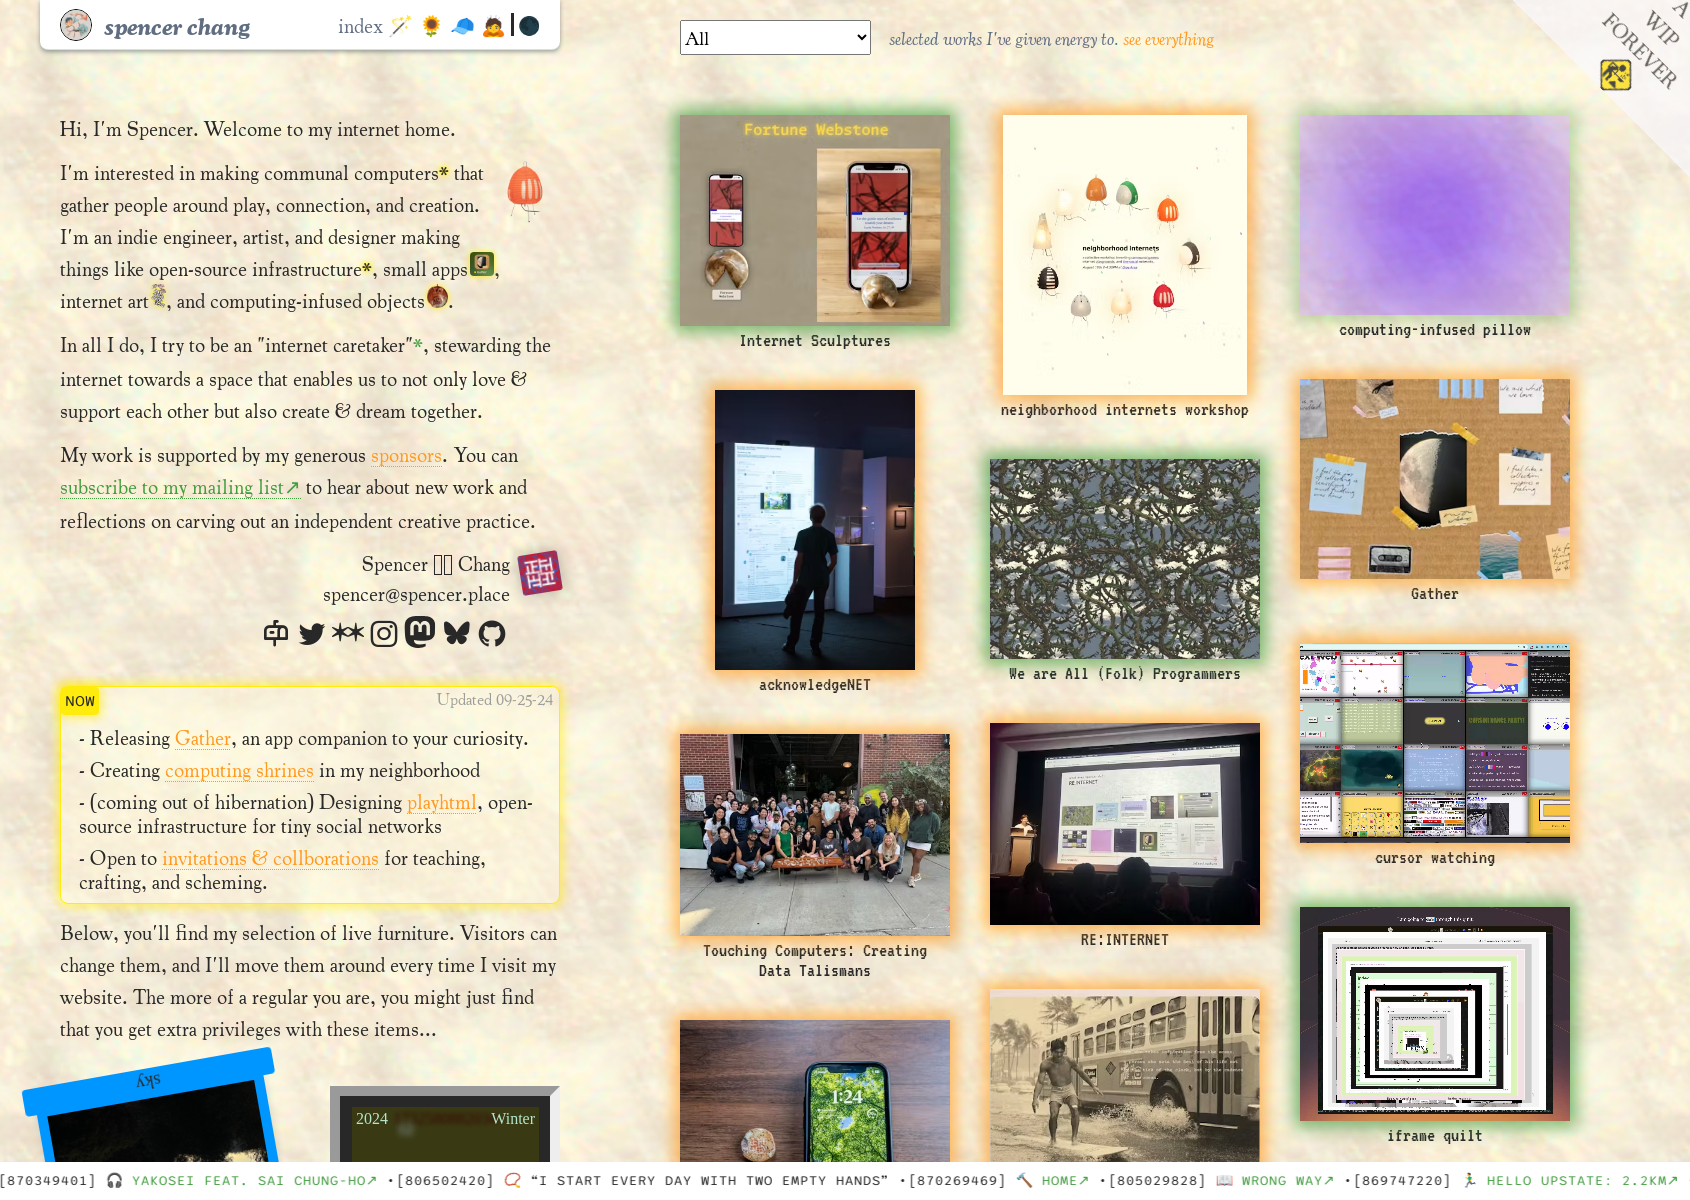 spencer chang
index
All
selected works I've given energy to. see everything
A
WIP
FOREVER
Hi, I'm Spencer. Welcome to my internet home.
I'm interested in making communal computers* that
gather people around play, connection, and creation.
I'm an indie engineer, artist, and designer making
things like open-source infrastructure*, small apps,
internet art, and computing-infused objects.
In all I do, I try to be an "internet caretaker"*, stewarding the
internet towards a space that enables us to not only love &
support each other but also create & dream together.
My work is supported by my generous sponsors. You can
subscribe to my mailing list↗ to hear about new work and
reflections on carving out an independent creative practice.
Spencer Chang
spencer@spencer.place
NOW
Updated 09-25-24
- Releasing Gather, an app companion to your curiosity.
- Creating computing shrines in my neighborhood
- (coming out of hibernation) Designing playhtml, open-
source infrastructure for tiny social networks
- Open to invitations & collborations for teaching,
crafting, and scheming.
Below, you'll find my selection of live furniture. Visitors can
change them, and I'll move them around every time I visit my
website. The more of a regular you are, you might just find
that you get extra privileges with these items...
sky
2024
Winter
Fortune Webstone
Internet Sculptures
neighborhood internets
neighborhood internets workshop
computing-infused pillow
acknowledgeNET
We are All (Folk) Programmers
Gather
Touching Computers: Creating
Data Talismans
RE:INTERNET
RE:INTERNET
cursor watching
1:24
iframe quilt
[870349401] 🎧 YAKOSEI FEAT. SAI CHUNG-HO↗ •[806502420] 📿 “I START EVERY DAY WITH TWO EMPTY HANDS” •[870269469] 🔨 HOME↗ •[805029828] 📖 WRONG WAY↗ •[869747220] 🏃 HELLO UPSTATE: 2.2KM↗